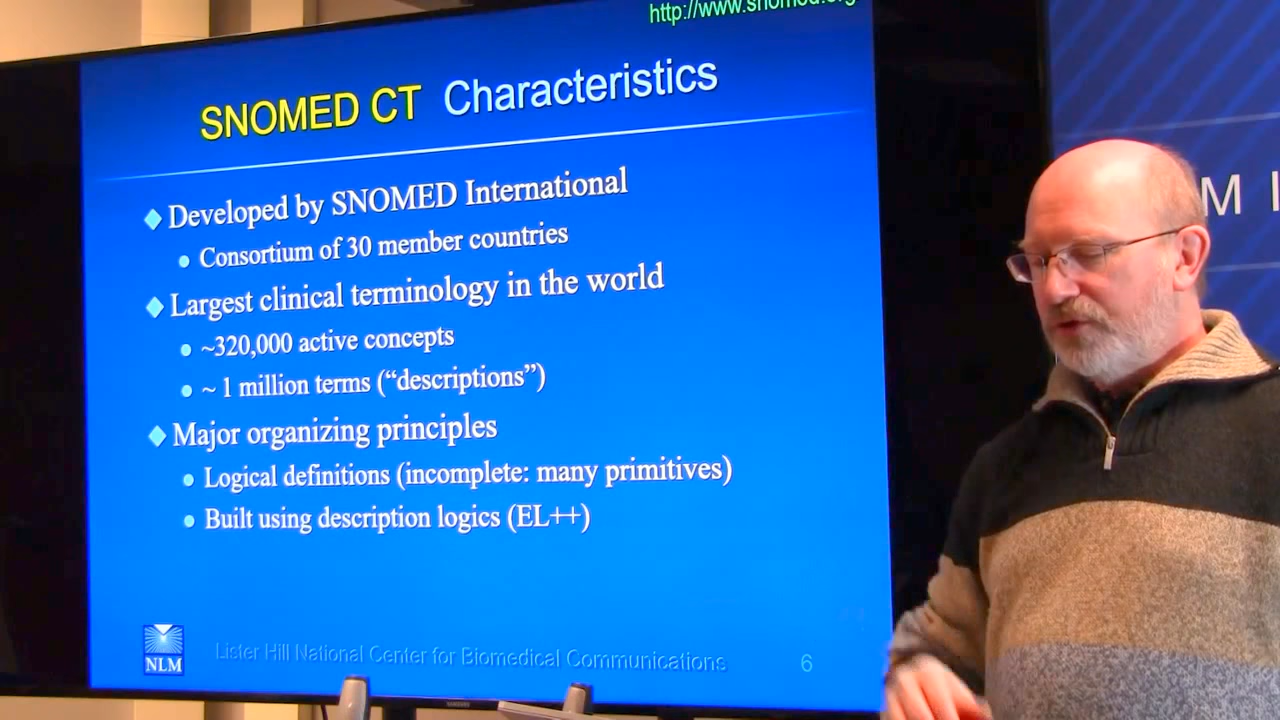 http://www.snomed.org
SNOMED CT Characteristics
Developed by SNOMED International
Consortium of 30 member countries
Largest clinical terminology in the world
~320,000 active concepts
~ 1 million terms (“descriptions”)
Major organizing principles
Logical definitions (incomplete: many primitives)
Built using description logics (EL++)
NLM
Lister Hill National Center for Biomedical Communications
6
SAMSUNG
M I